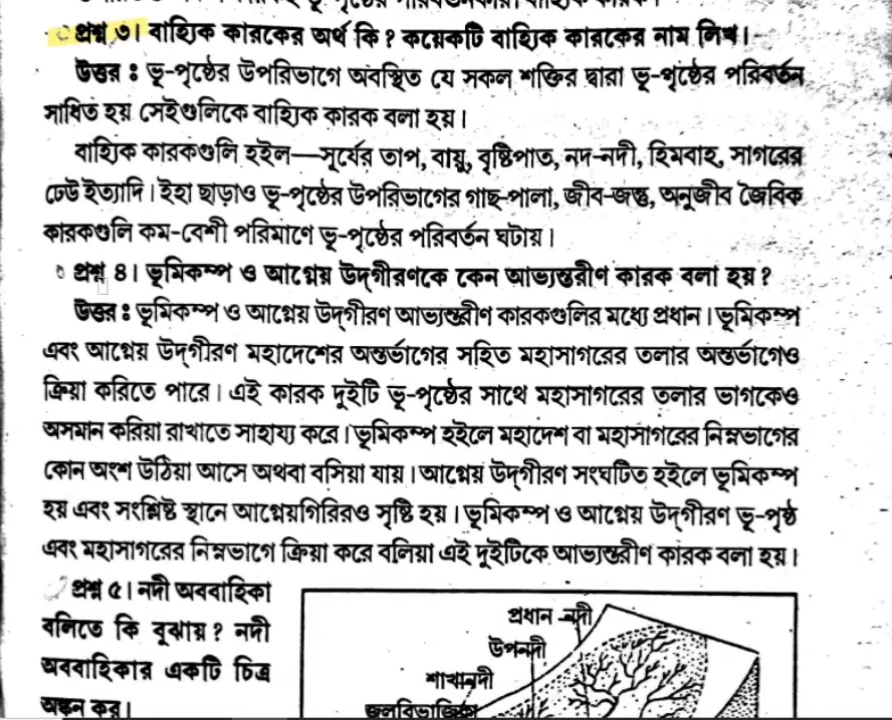 প্রশ্ন ৩। বাহ্যিক কারকের অর্থ কি ? কয়েকটি বাহ্যিক কারকের নাম লিখ।
উত্তর ঃ ভূ-পৃষ্ঠের উপরিভাগে অবস্থিত যে সকল শক্তির দ্বারা ভূ-পৃষ্ঠের পরিবর্তন
সাধিত হয় সেইগুলিকে বাহ্যিক কারক বলা হয়।
বাহ্যিক কারকগুলি হইল—সূর্যের তাপ, বায়ু, বৃষ্টিপাত, নদ-নদী, হিমবাহ, সাগরের
ঢেউ ইত্যাদি। ইহা ছাড়াও ভূ-পৃষ্ঠের উপরিভাগের গাছ-পালা, জীব-জন্তু, অনুজীব জৈবিক
কারকগুলি কম-বেশী পরিমাণে ভূ-পৃষ্ঠের পরিবর্তন ঘটায়।
প্রশ্ন ৪। ভূমিকম্প ও আগ্নেয় উদ্‌গীরণকে কেন আভ্যন্তরীণ কারক বলা হয় ?
উত্তর ঃ ভূমিকম্প ও আগ্নেয় উদ্‌গীরণ আভ্যন্তরীণ কারকগুলির মধ্যে প্রধান। ভূমিকম্প
এবং আগ্নেয় উদ্‌গীরণ মহাদেশের অন্তর্ভাগের সহিত মহাসাগরের তলার অন্তর্ভাগেও
ক্রিয়া করিতে পারে। এই কারক দুইটি ভূ-পৃষ্ঠের সাথে মহাসাগরের তলার ভাগকেও
অসমান করিয়া রাখাতে সাহায্য করে। ভূমিকম্প হইলে মহাদেশ বা মহাসাগরের নিম্নভাগের
কোন অংশ উঠিয়া আসে অথবা বসিয়া যায়। আগ্নেয় উদ্‌গীরণ সংঘটিত হইলে ভূমিকম্প
হয় এবং সংশ্লিষ্ট স্থানে আগ্নেয়গিরিরও সৃষ্টি হয়। ভূমিকম্প ও আগ্নেয় উদ্‌গীরণ ভূ-পৃষ্ঠ
এবং মহাসাগরের নিম্নভাগে ক্রিয়া করে বলিয়া এই দুইটিকে আভ্যন্তরীণ কারক বলা হয়।
প্রশ্ন ৫। নদী অববাহিকা
বলিতে কি বুঝায় ? নদী
অববাহিকার একটি চিত্র
অঙ্কন কর।
প্রধান নদী
উপনদী
শাখানদী
জলবিভাজিকা